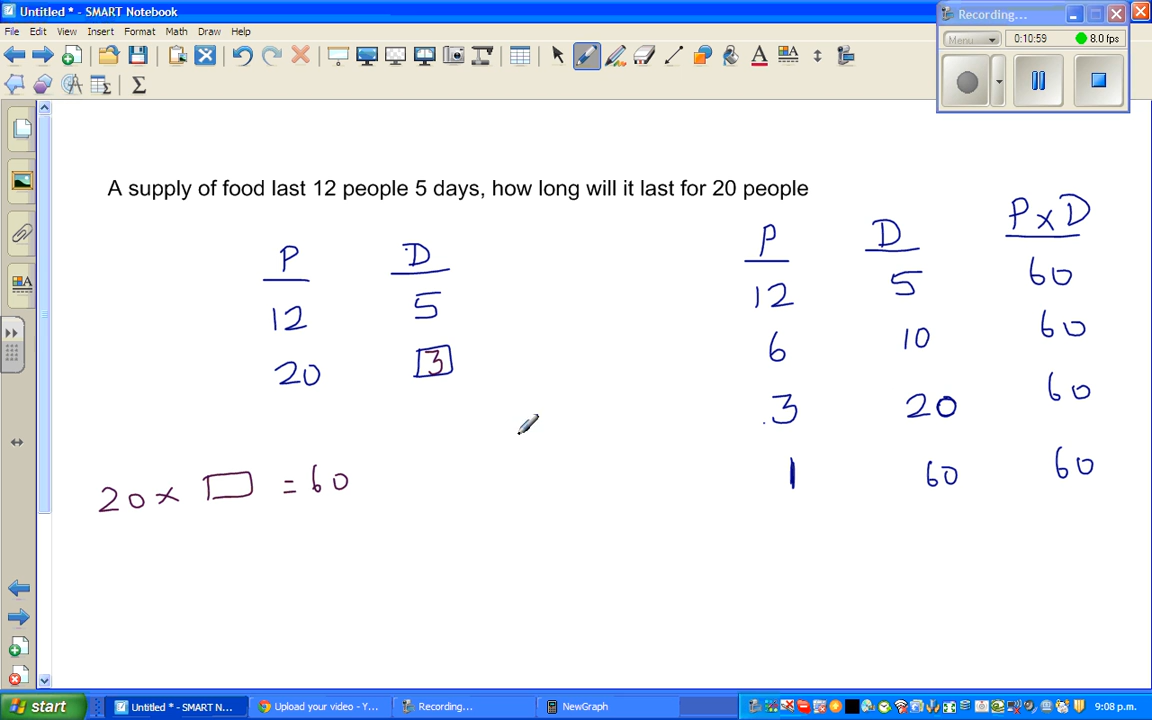 Untitled * - SMART Notebook
File Edit View Insert Format Math Draw Help
Recording...
Menu 0:10:59 8.0 fps
A supply of food last 12 people 5 days, how long will it last for 20 people
P D
12 5
20 3
20 × = 60
P D P x D
12 5 60
6 10 60
3 20 60
1 60 60
start Untitled * - SMART N... Upload your video - Y... Recording... NewGraph 9:08 p.m.